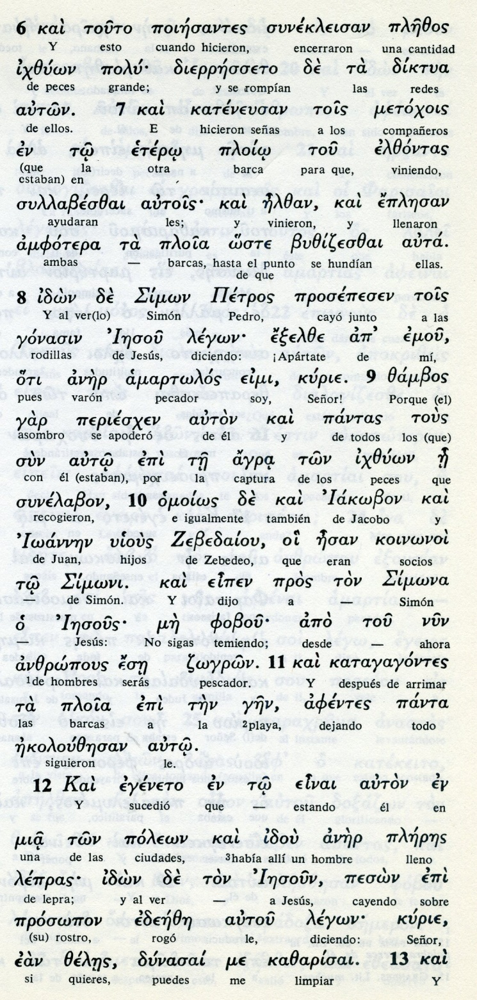 6 καὶ τοῦτο ποιήσαντες συνέκλεισαν πλῆθος
Y esto cuando hicieron, encerraron una cantidad
ἰχθύων πολύ· διερρήσσετο δὲ τὰ δίκτυα
de peces grande; y se rompían las redes
αὐτῶν. 7 καὶ κατένευσαν τοῖς μετόχοις
de ellos. E hicieron señas a los compañeros
ἐν τῷ ἑτέρῳ πλοίῳ τοῦ ἐλθόντας
(que la otra barca para que, viniendo,
estaban) en
συλλαβέσθαι αὐτοῖς· καὶ ἦλθαν, καὶ ἔπλησαν
ayudaran les; y vinieron, y llenaron
ἀμφότερα τὰ πλοῖα ὥστε βυθίζεσθαι αὐτά.
ambas — barcas, hasta el punto se hundían ellas.
de que
8 ἰδὼν δὲ Σίμων Πέτρος προσέπεσεν τοῖς
Y al ver(lo) Simón Pedro, cayó junto a las
γόνασιν Ἰησοῦ λέγων· ἔξελθε ἀπ' ἐμοῦ,
rodillas de Jesús, diciendo: ¡Apártate de mí,
ὅτι ἀνὴρ ἁμαρτωλός εἰμι, κύριε. 9 θάμβος
pues varón pecador soy, Señor! Porque (el)
γὰρ περιέσχεν αὐτὸν καὶ πάντας τοὺς
asombro se apoderó de él y de todos los (que)
σὺν αὐτῷ ἐπὶ τῇ ἄγρᾳ τῶν ἰχθύων ᾗ
con él (estaban), por la captura de los peces que
συνέλαβον, 10 ὁμοίως δὲ καὶ Ἰάκωβον καὶ
recogieron, e igualmente también de Jacobo y
Ἰωάννην υἱοὺς Ζεβεδαίου, οἳ ἦσαν κοινωνοὶ
de Juan, hijos de Zebedeo, que eran socios
τῷ Σίμωνι. καὶ εἶπεν πρὸς τὸν Σίμωνα
— de Simón. Y dijo a — Simón
ὁ Ἰησοῦς· μὴ φοβοῦ· ἀπὸ τοῦ νῦν
— Jesús: No sigas temiendo; desde — ahora
ἀνθρώπους ἔσῃ ζωγρῶν. 11 καὶ καταγαγόντες
1de hombres serás pescador. Y después de arrimar
τὰ πλοῖα ἐπὶ τὴν γῆν, ἀφέντες πάντα
las barcas a la 2playa, dejando todo
ἠκολούθησαν αὐτῷ.
siguieron le.
12 Καὶ ἐγένετο ἐν τῷ εἶναι αὐτὸν ἐν
Y sucedió que — estando él en
μιᾷ τῶν πόλεων καὶ ἰδοὺ ἀνὴρ πλήρης
una de las ciudades, 3había allí un hombre lleno
λέπρας· ἰδὼν δὲ τὸν Ἰησοῦν, πεσὼν ἐπὶ
de lepra; y al ver — a Jesús, cayendo sobre
πρόσωπον ἐδεήθη αὐτοῦ λέγων· κύριε,
(su) rostro, rogó le, diciendo: Señor,
ἐὰν θέλῃς, δύνασαί με καθαρίσαι. 13 καὶ
si quieres, puedes me limpiar Y